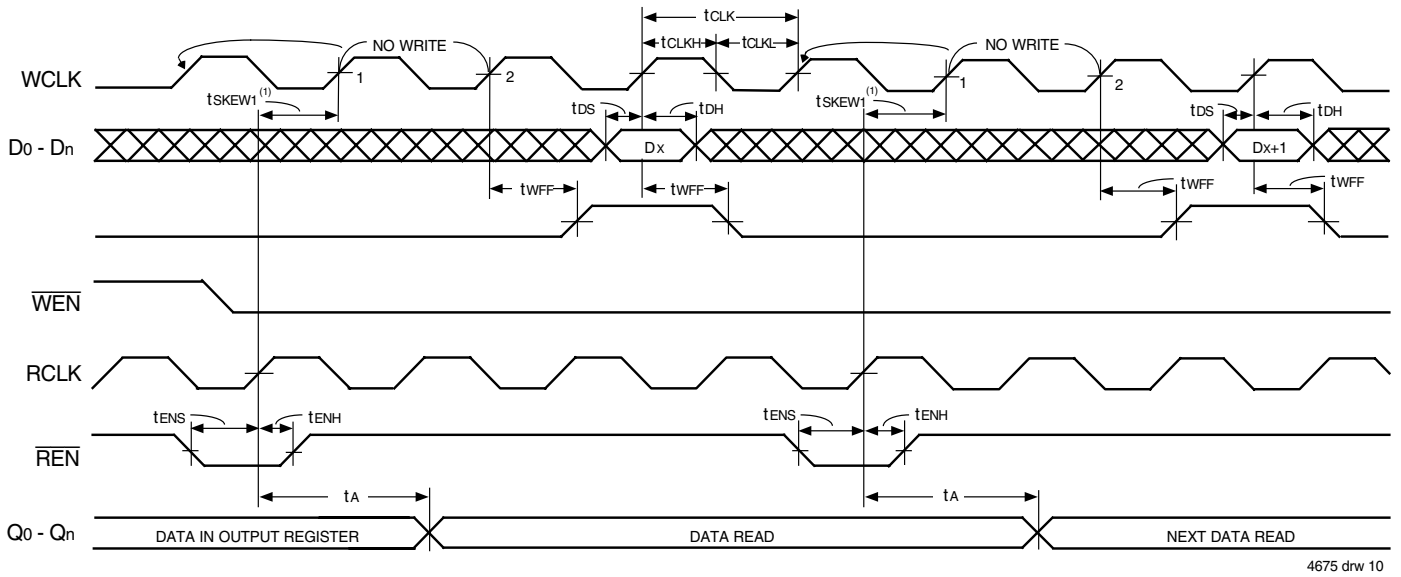 tCLK
NO WRITE
tCLKH
tCLKL
NO WRITE
WCLK
1
2
1
2
tSKEW1(1)
tDS
tDH
tSKEW1(1)
tDS
tDH
D0 - Dn
Dx
Dx+1
tWFF
tWFF
tWFF
tWFF
WEN
RCLK
tENS
tENH
tENS
tENH
REN
tA
tA
Q0 - Qn
DATA IN OUTPUT REGISTER
DATA READ
NEXT DATA READ
4675 drw 10